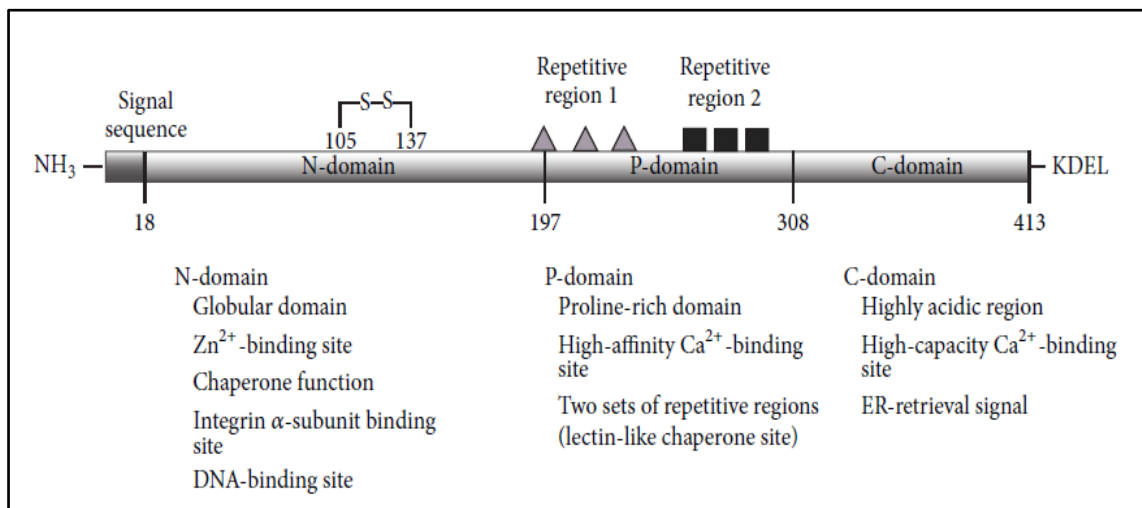 Signal
sequence
S–S
105 137
Repetitive
region 1
Repetitive
region 2
NH₃
N-domain
P-domain
C-domain
KDEL
18
197
308
413
N-domain
Globular domain
Zn²⁺-binding site
Chaperone function
Integrin α-subunit binding
site
DNA-binding site
P-domain
Proline-rich domain
High-affinity Ca²⁺-binding
site
Two sets of repetitive regions
(lectin-like chaperone site)
C-domain
Highly acidic region
High-capacity Ca²⁺-binding
site
ER-retrieval signal